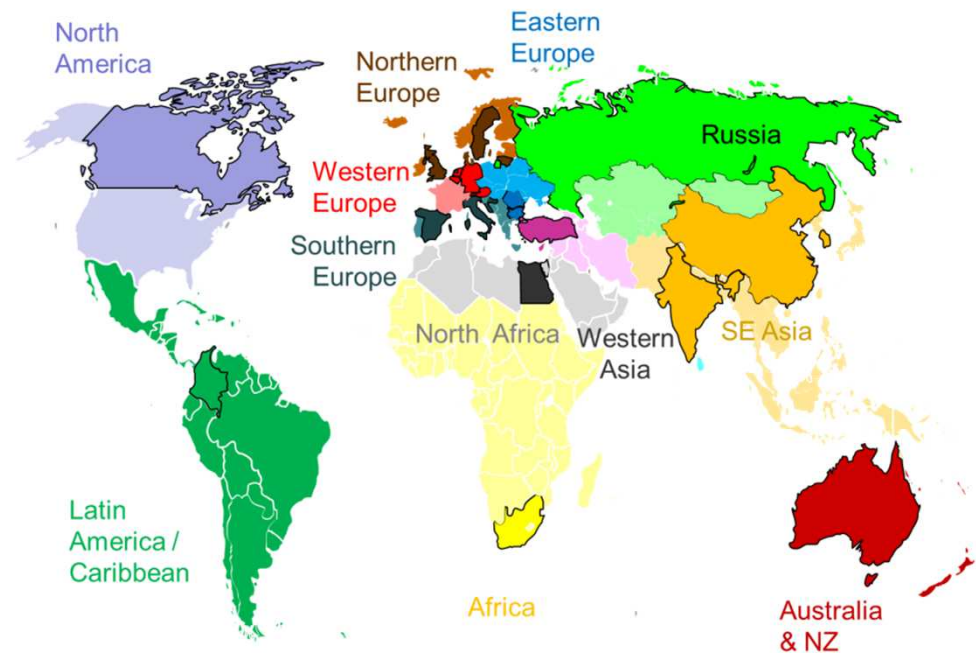 North
America
Northern
Europe
Eastern
Europe
Russia
Western
Europe
Southern
Europe
North Africa
Western
Asia
SE Asia
Latin
America /
Caribbean
Africa
Australia
& NZ